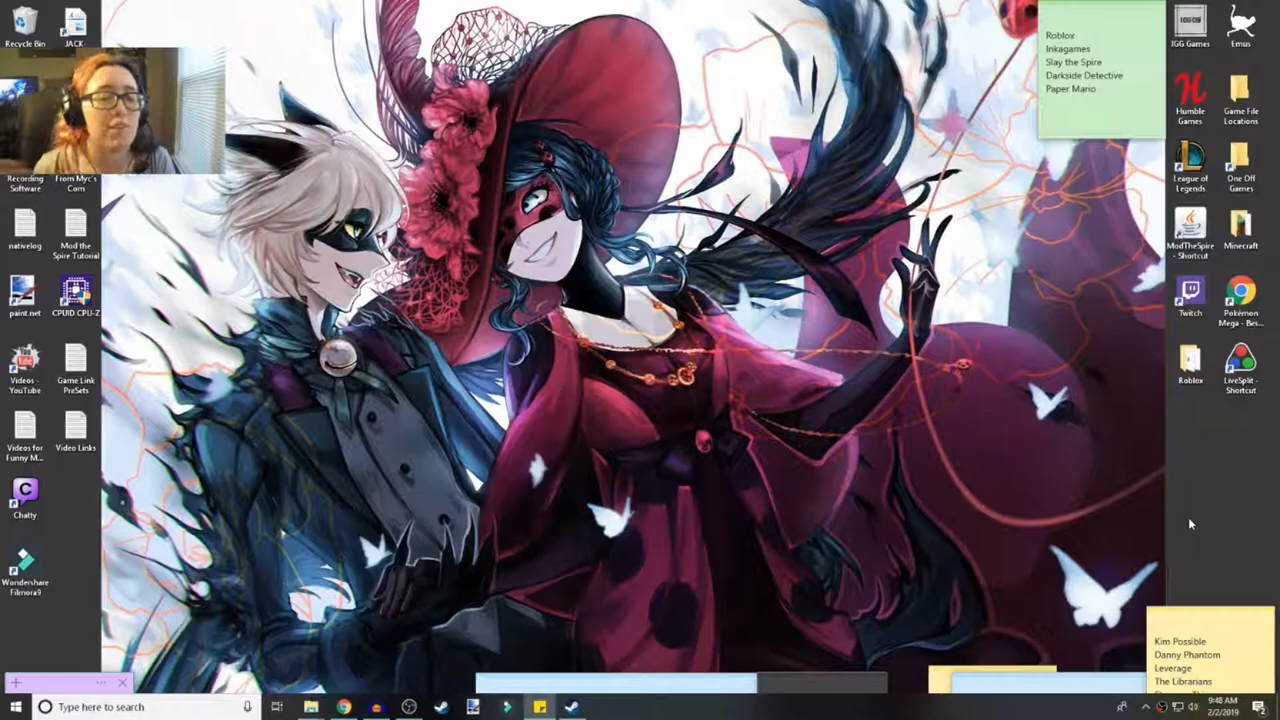 Recycle Bin
JACK-
Recording
Software
From Myc's
Com
nativelog
Mod the
Spire Tutorial
paint.net
CPUID CPU-Z
Videos -
YouTube
Game Link
PreSets
Videos for
Funny M...
Video Links
Chatty
Wondershare
Filmora9
Roblox
Inkagames
Slay the Spire
Darkside Detective
Paper Mario
IGG
IGG Games
Emus
Humble
Games
Game File
Locations
League of
Legends
One Off
Games
ModTheSpire
- Shortcut
Minecraft
Twitch
Pokémon
Mega - Bes...
Roblox
LiveSplit -
Shortcut
Kim Possible
Danny Phantom
Leverage
The Librarians
Type here to search
9:48 AM
2/2/2019
2